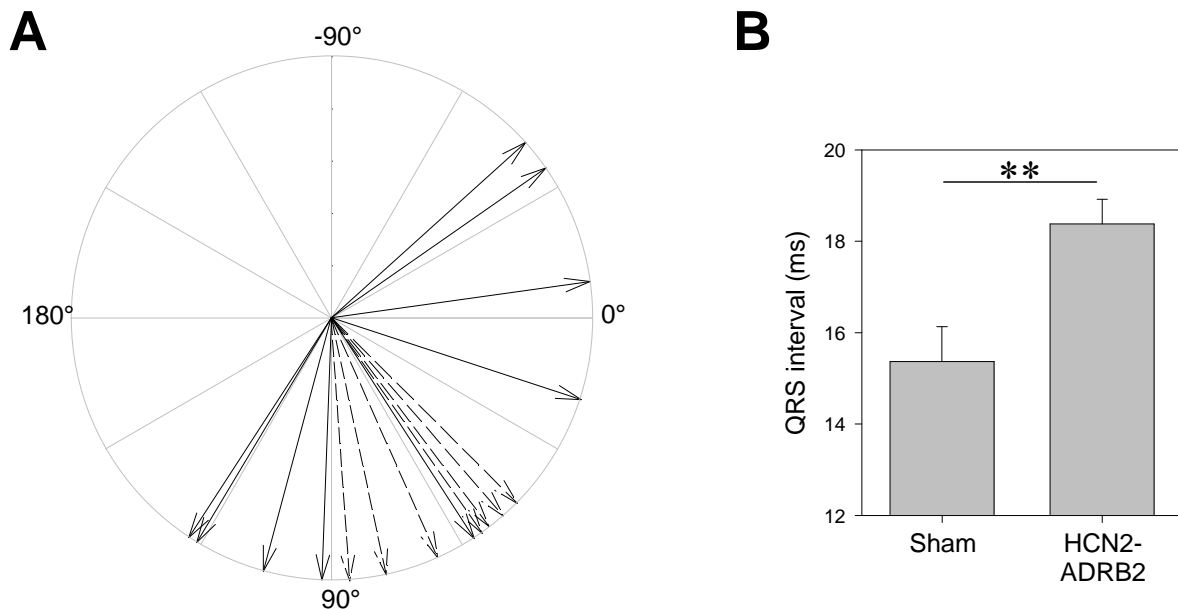 A
B
-90°
180°
0°
90°
QRS interval (ms)
20
18
16
14
12
**
Sham
HCN2-
ADRB2